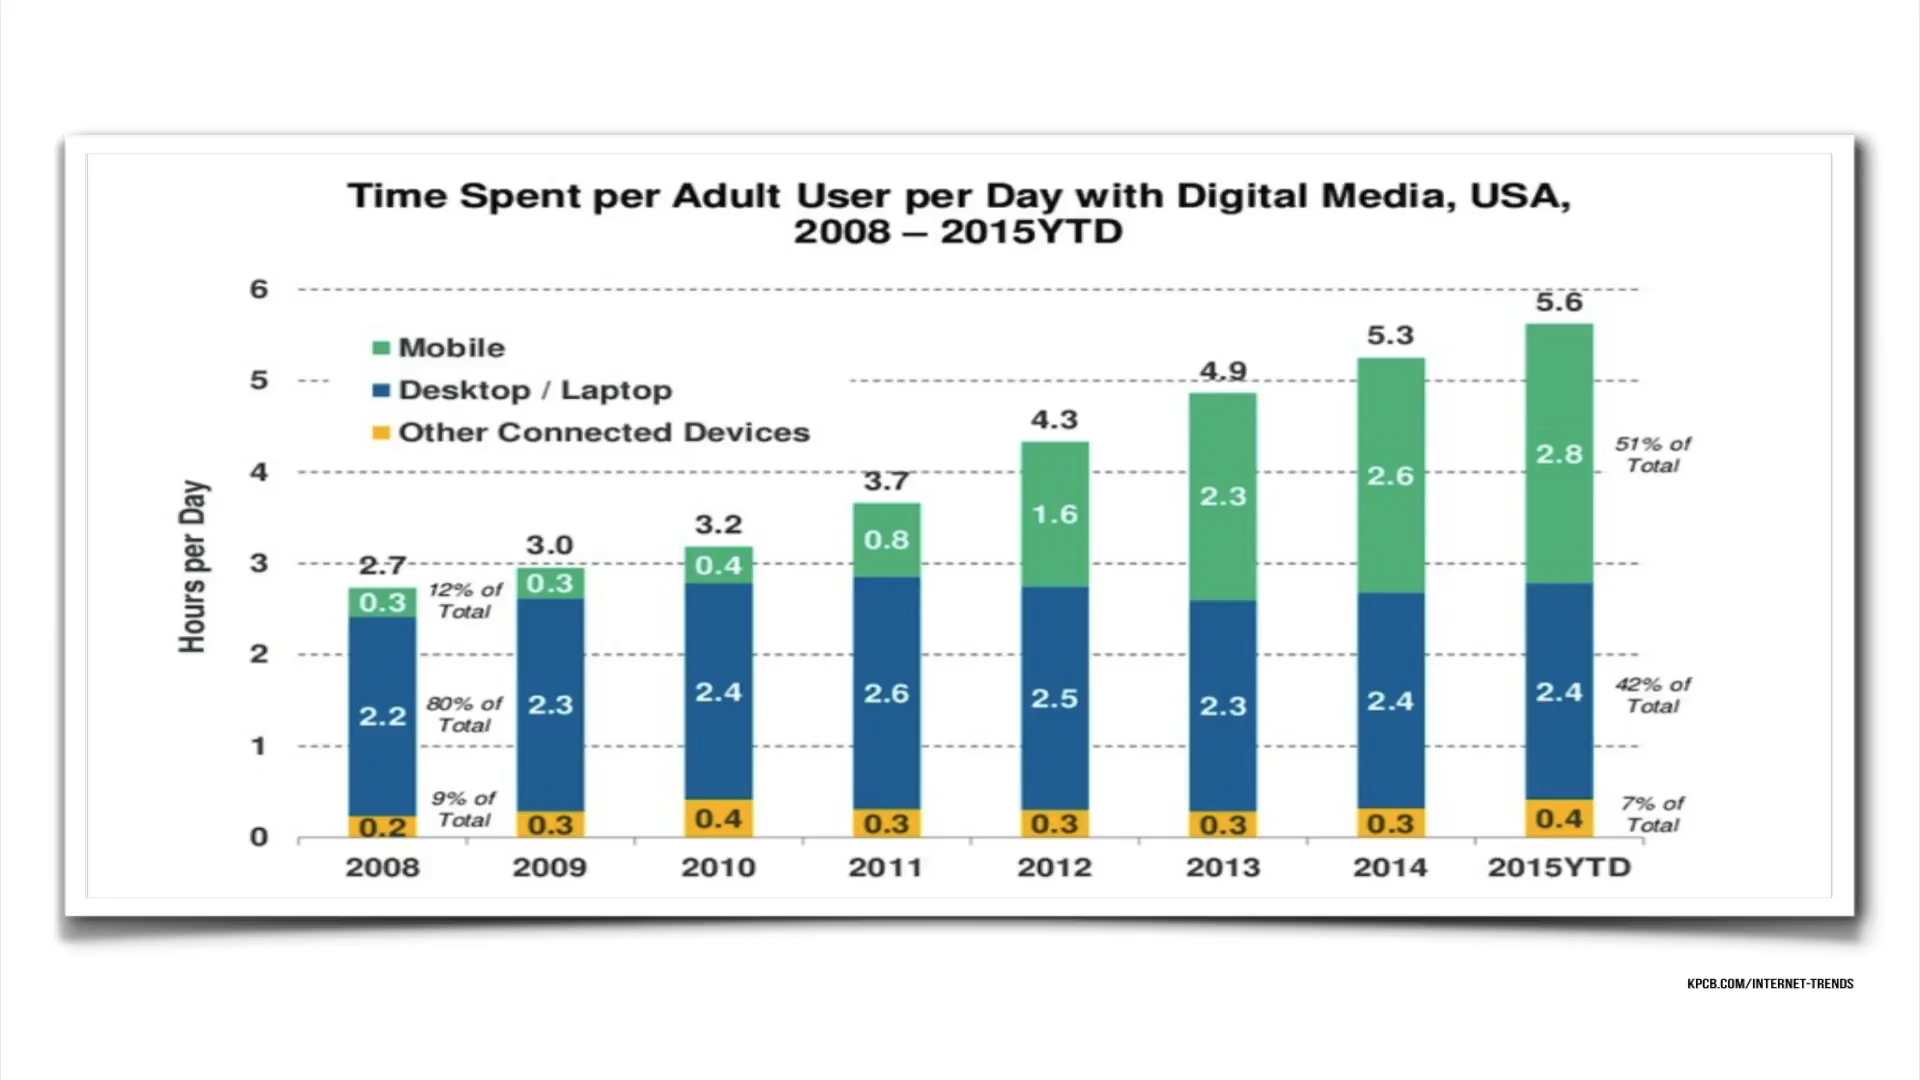 Time Spent per Adult User per Day with Digital Media, USA,
2008 – 2015YTD
Hours per Day
6
5
4
3
2
1
0
Mobile
Desktop / Laptop
Other Connected Devices
2.7
0.3
2.2
0.2
12% of
Total
80% of
Total
9% of
Total
3.0
0.3
2.3
0.3
3.2
0.4
2.4
0.4
3.7
0.8
2.6
0.3
4.3
1.6
2.5
0.3
4.9
2.3
2.3
0.3
5.3
2.6
2.4
0.3
5.6
2.8
2.4
0.4
51% of
Total
42% of
Total
7% of
Total
2008
2009
2010
2011
2012
2013
2014
2015YTD
KPCB.COM/INTERNET-TRENDS